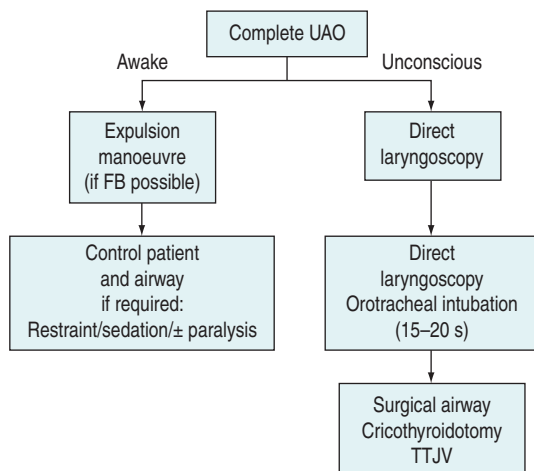 Complete UAO
Awake
Unconscious
Expulsion
manoeuvre
(if FB possible)
Direct
laryngoscopy
Control patient
and airway
if required:
Restraint/sedation/± paralysis
Direct
laryngoscopy
Orotracheal intubation
(15–20 s)
Surgical airway
Cricothyroidotomy
TTJV